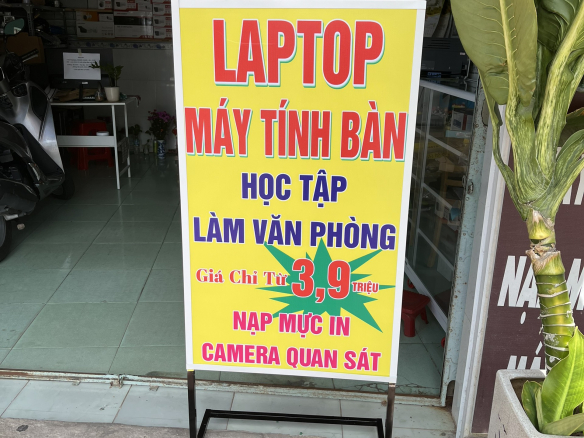 LAPTOP
MÁY TÍNH BÀN
HỌC TẬP
LÀM VĂN PHÒNG
Giá Chỉ Từ 3,9 TRIỆU
NẠP MỰC IN
CAMERA QUAN SÁT